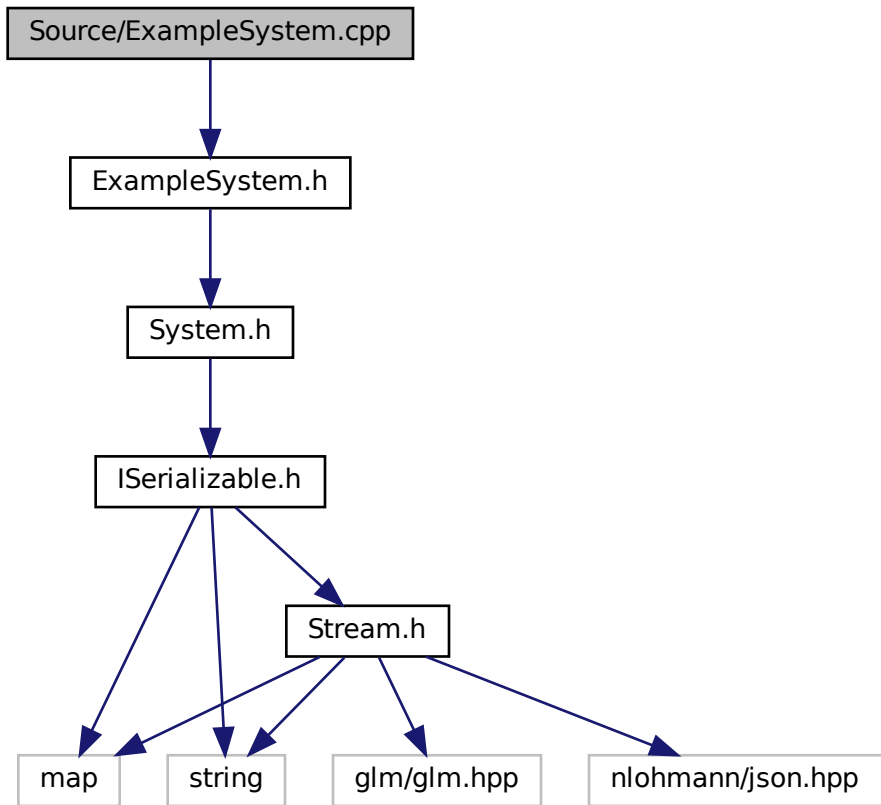 Source/ExampleSystem.cpp
ExampleSystem.h
System.h
ISerializable.h
Stream.h
map
string
glm/glm.hpp
nlohmann/json.hpp